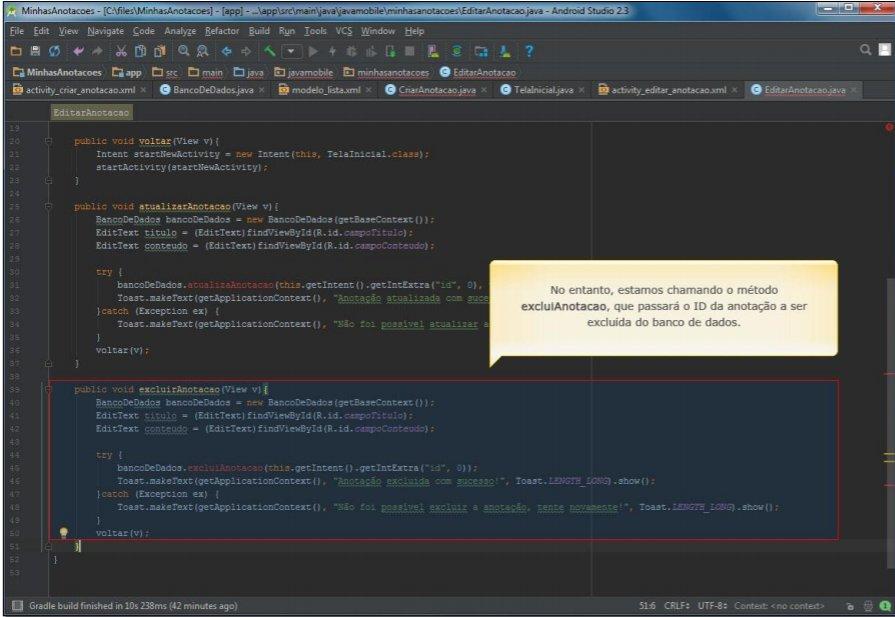 MinhasAnotacoes - [C:\files\MinhasAnotacoes] - [app] - ...\app\src\main\java\javamobile\minhasanotacoes\EditarAnotacao.java - Android Studio 2.3
File Edit View Navigate Code Analyze Refactor Build Run Tools VCS Window Help
MinhasAnotacoes app src main java javamobile minhasanotacoes EditarAnotacao
activity_criar_anotacao.xml BancoDeDados.java modelo_lista.xml CriarAnotacao.java TelaInicial.java activity_editar_anotacao.xml EditarAnotacao.java
EditarAnotacao
19
20 public void voltar(View v){
21 Intent startNewActivity = new Intent(this, TelaInicial.class);
22 startActivity(startNewActivity);
23 }
24
25 public void atualizarAnotacao(View v){
26 BancoDeDados bancoDeDados = new BancoDeDados(getBaseContext());
27 EditText titulo = (EditText)findViewById(R.id.campoTitulo);
28 EditText conteudo = (EditText)findViewById(R.id.campoConteudo);
29
30 try {
31 bancoDeDados.atualizaAnotacao(this.getIntent().getIntExtra("id", 0),
32 Toast.makeText(getApplicationContext(), "Anotação atualizada com suce
33 }catch (Exception ex) {
34 Toast.makeText(getApplicationContext(), "Não foi possível atualizar a
35 }
36 voltar(v);
37 }
38
No entanto, estamos chamando o método
excluiAnotacao, que passará o ID da anotação a ser
excluída do banco de dados.
39 public void excluirAnotacao(View v){
40 BancoDeDados bancoDeDados = new BancoDeDados(getBaseContext());
41 EditText titulo = (EditText)findViewById(R.id.campoTitulo);
42 EditText conteudo = (EditText)findViewById(R.id.campoConteudo);
43
44 try {
45 bancoDeDados.excluiAnotacao(this.getIntent().getIntExtra("id", 0));
46 Toast.makeText(getApplicationContext(), "Anotação excluida com sucesso!", Toast.LENGTH_LONG).show();
47 }catch (Exception ex) {
48 Toast.makeText(getApplicationContext(), "Não foi possível excluir a anotação, tente novamente!", Toast.LENGTH_LONG).show();
49 }
50 voltar(v);
51 }
52 }
53
Gradle build finished in 10s 238ms (42 minutes ago) 51:6 CRLF UTF-8 Context: <no context>